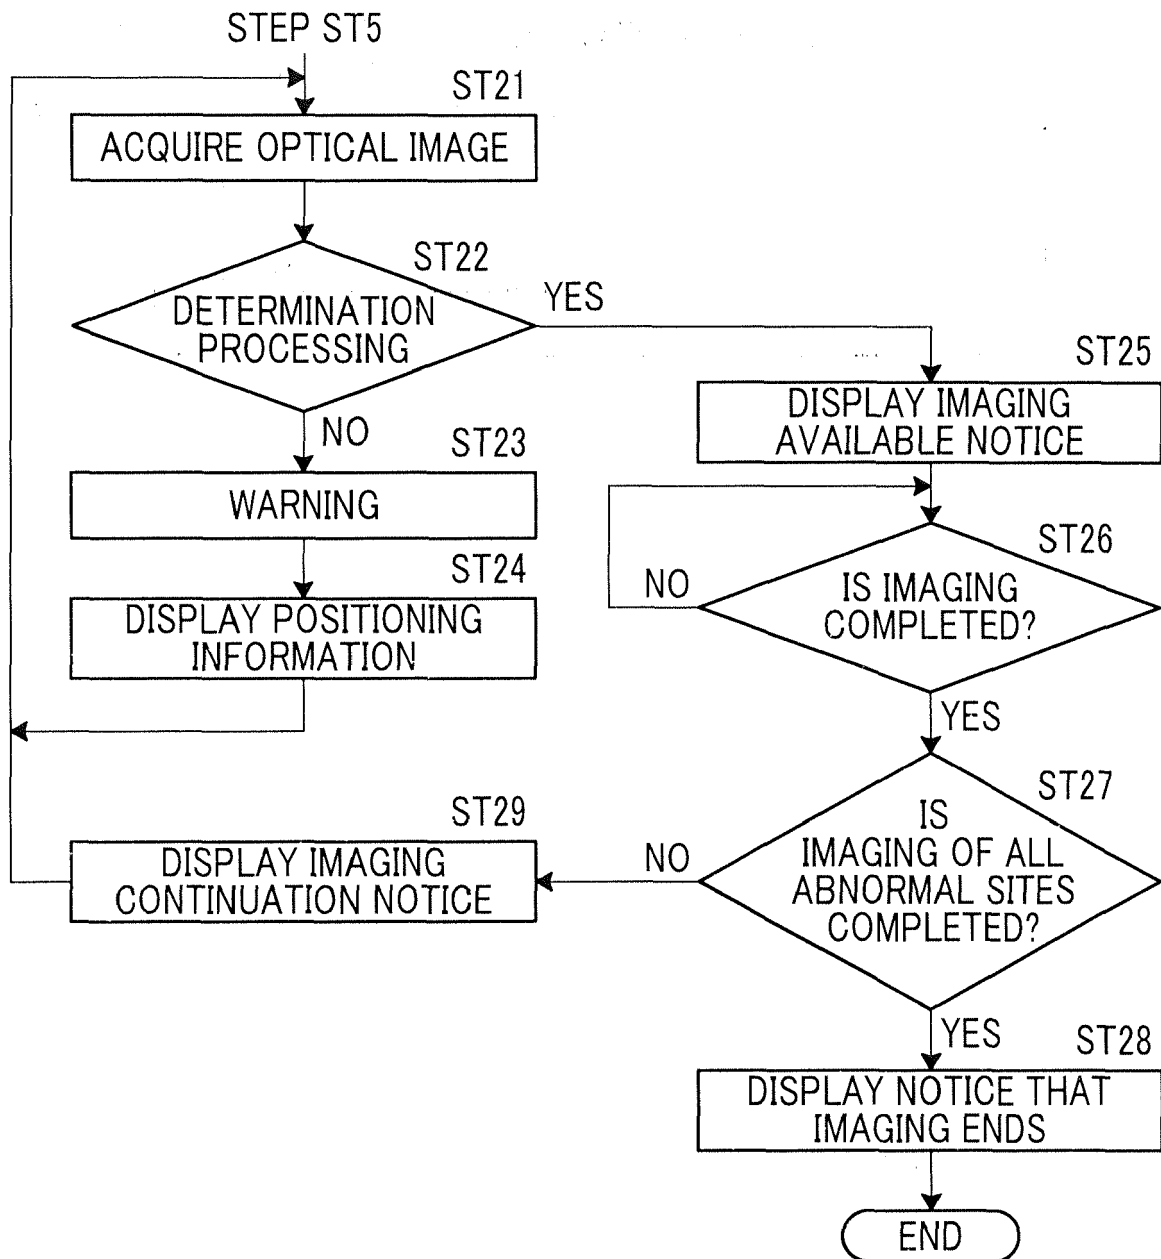 STEP ST5
ST21
ACQUIRE OPTICAL IMAGE
ST22
DETERMINATION
PROCESSING
YES
NO
ST23
WARNING
ST24
DISPLAY POSITIONING
INFORMATION
ST25
DISPLAY IMAGING
AVAILABLE NOTICE
ST26
IS IMAGING
COMPLETED?
NO
YES
ST27
IS
IMAGING OF ALL
ABNORMAL SITES
COMPLETED?
NO
ST29
DISPLAY IMAGING
CONTINUATION NOTICE
YES
ST28
DISPLAY NOTICE THAT
IMAGING ENDS
END